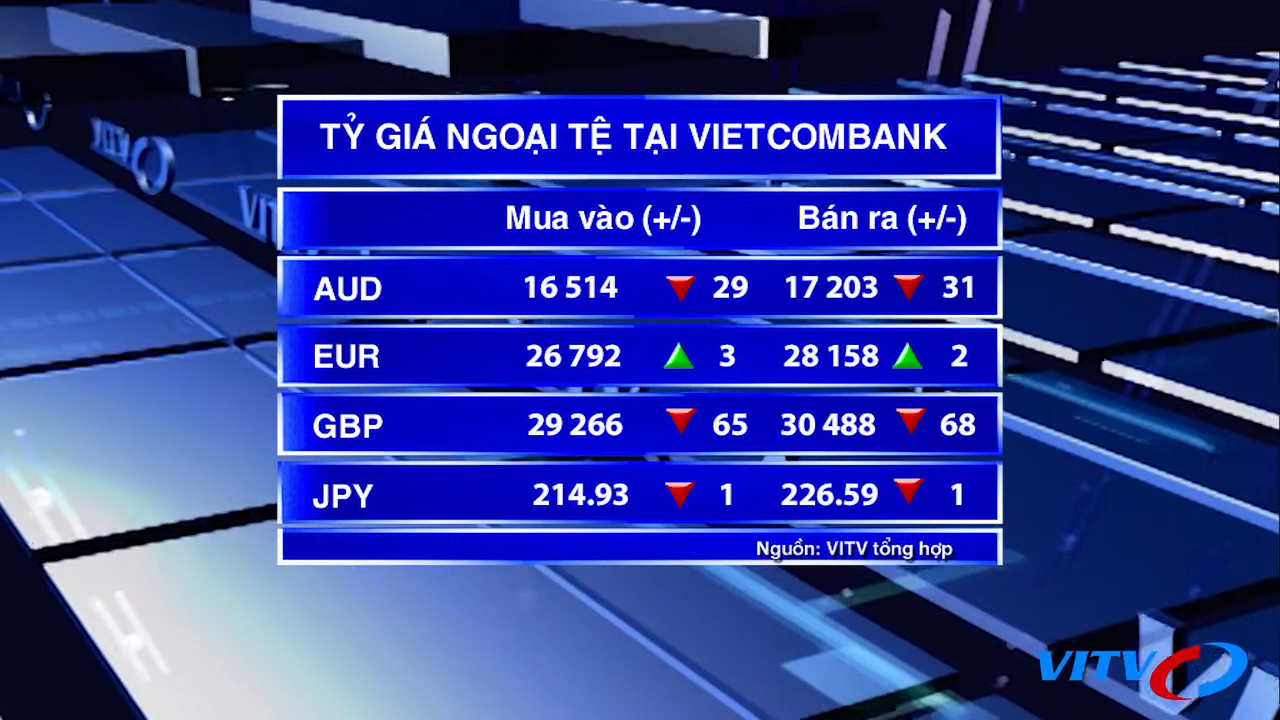 TỶ GIÁ NGOẠI TỆ TẠI VIETCOMBANK
Mua vào (+/-) Bán ra (+/-)
AUD 16 514 29 17 203 31
EUR 26 792 3 28 158 2
GBP 29 266 65 30 488 68
JPY 214.93 1 226.59 1
Nguồn: VITV tổng hợp
VITV
VITV